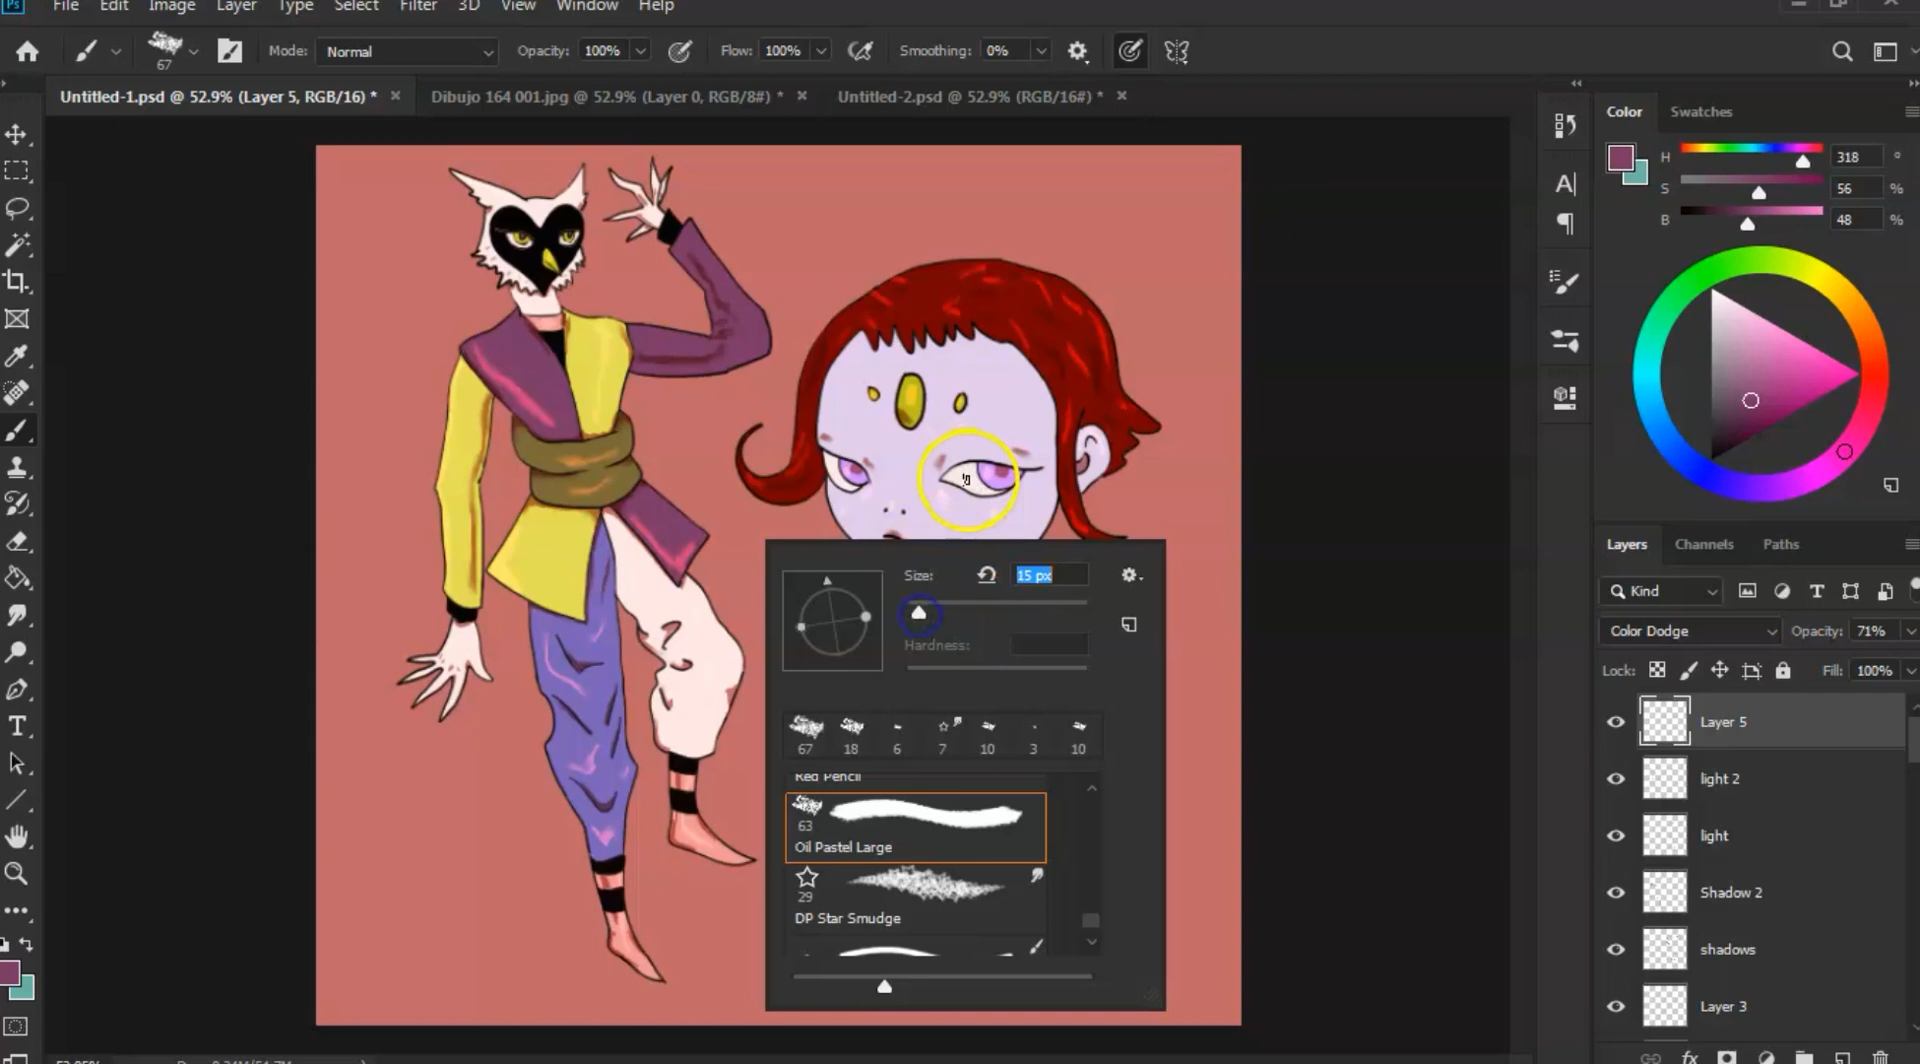 Ps File Edit Image Layer Type Select Filter 3D View Window Help
67 Mode: Normal Opacity: 100% Flow: 100% Smoothing: 0%
Untitled-1.psd @ 52.9% (Layer 5, RGB/16) * Dibujo 164 001.jpg @ 52.9% (Layer 0, RGB/8#) * Untitled-2.psd @ 52.9% (RGB/16#) *
Color Swatches
H 318 °
S 56 %
B 48 %
Size: 15 px
Hardness:
67 18 6 7 10 3 10
Red Pencil
63
Oil Pastel Large
29
DP Star Smudge
Layers Channels Paths
Kind
Color Dodge Opacity: 71%
Lock: Fill: 100%
Layer 5
light 2
light
Shadow 2
shadows
Layer 3
fx